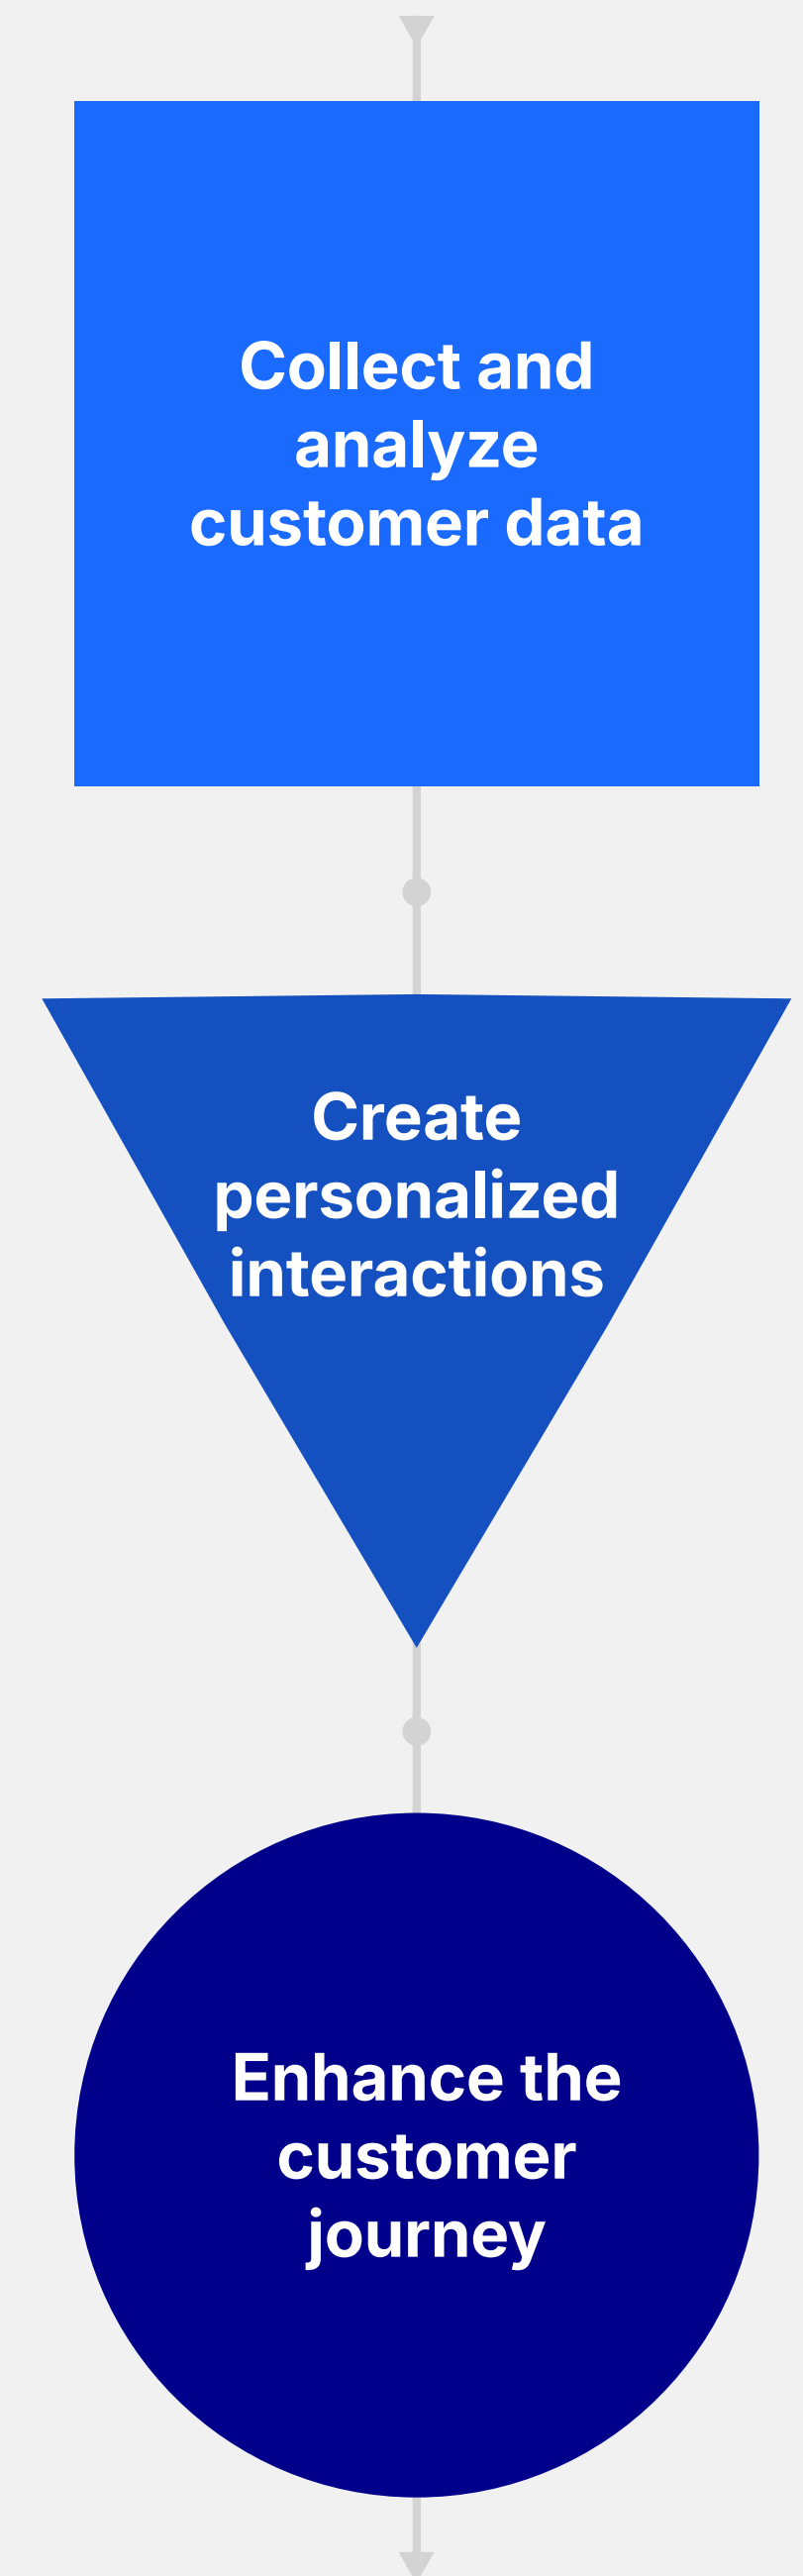 Collect and
analyze
customer data
Create
personalized
interactions
Enhance the
customer
journey